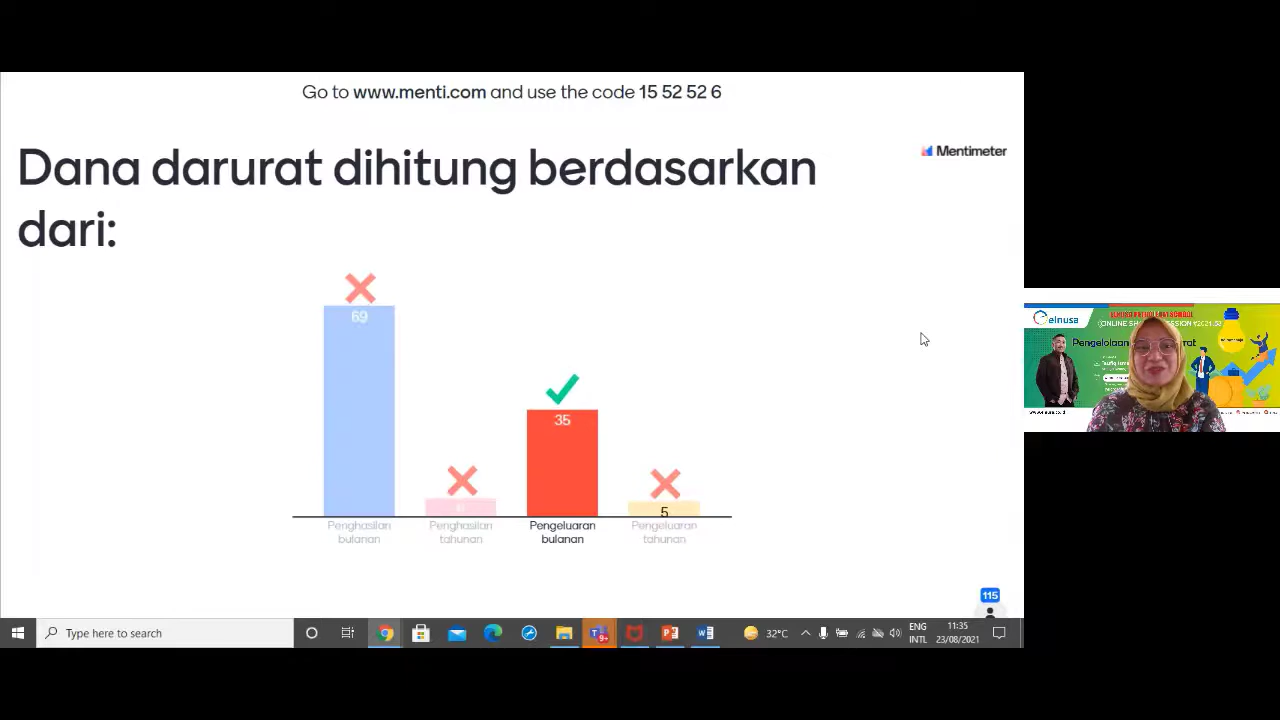 Go to www.menti.com and use the code 15 52 52 6
Mentimeter
Dana darurat dihitung berdasarkan
dari:
69
35
5
Penghasilan
bulanan
Penghasilan
tahunan
Pengeluaran
bulanan
Pengeluaran
tahunan
elnusa
115
Type here to search
9+
32°C
ENG
INTL
11:35
23/08/2021